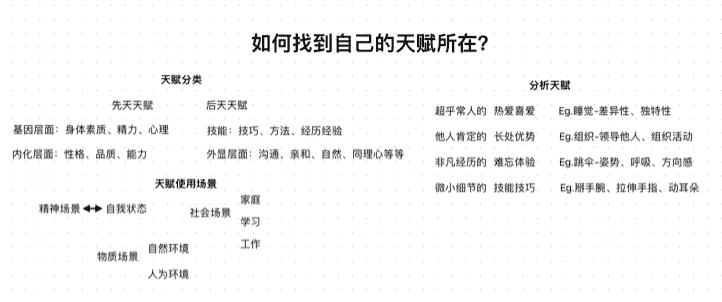 如何找到自己的天赋所在?
天赋分类
先天天赋 后天天赋
基因层面：身体素质、精力、心理 技能：技巧、方法、经历经验
内化层面：性格、品质、能力 外显层面：沟通、亲和、自然、同理心等等
天赋使用场景
精神场景 自我状态
社会场景
家庭
学习
工作
物质场景
自然环境
人为环境
分析天赋
超乎常人的 热爱喜爱 Eg.睡觉-差异性、独特性
他人肯定的 长处优势 Eg.组织-领导他人、组织活动
非凡经历的 难忘体验 Eg.跳伞-姿势、呼吸、方向感
微小细节的 技能技巧 Eg.掰手腕、拉伸手指、动耳朵